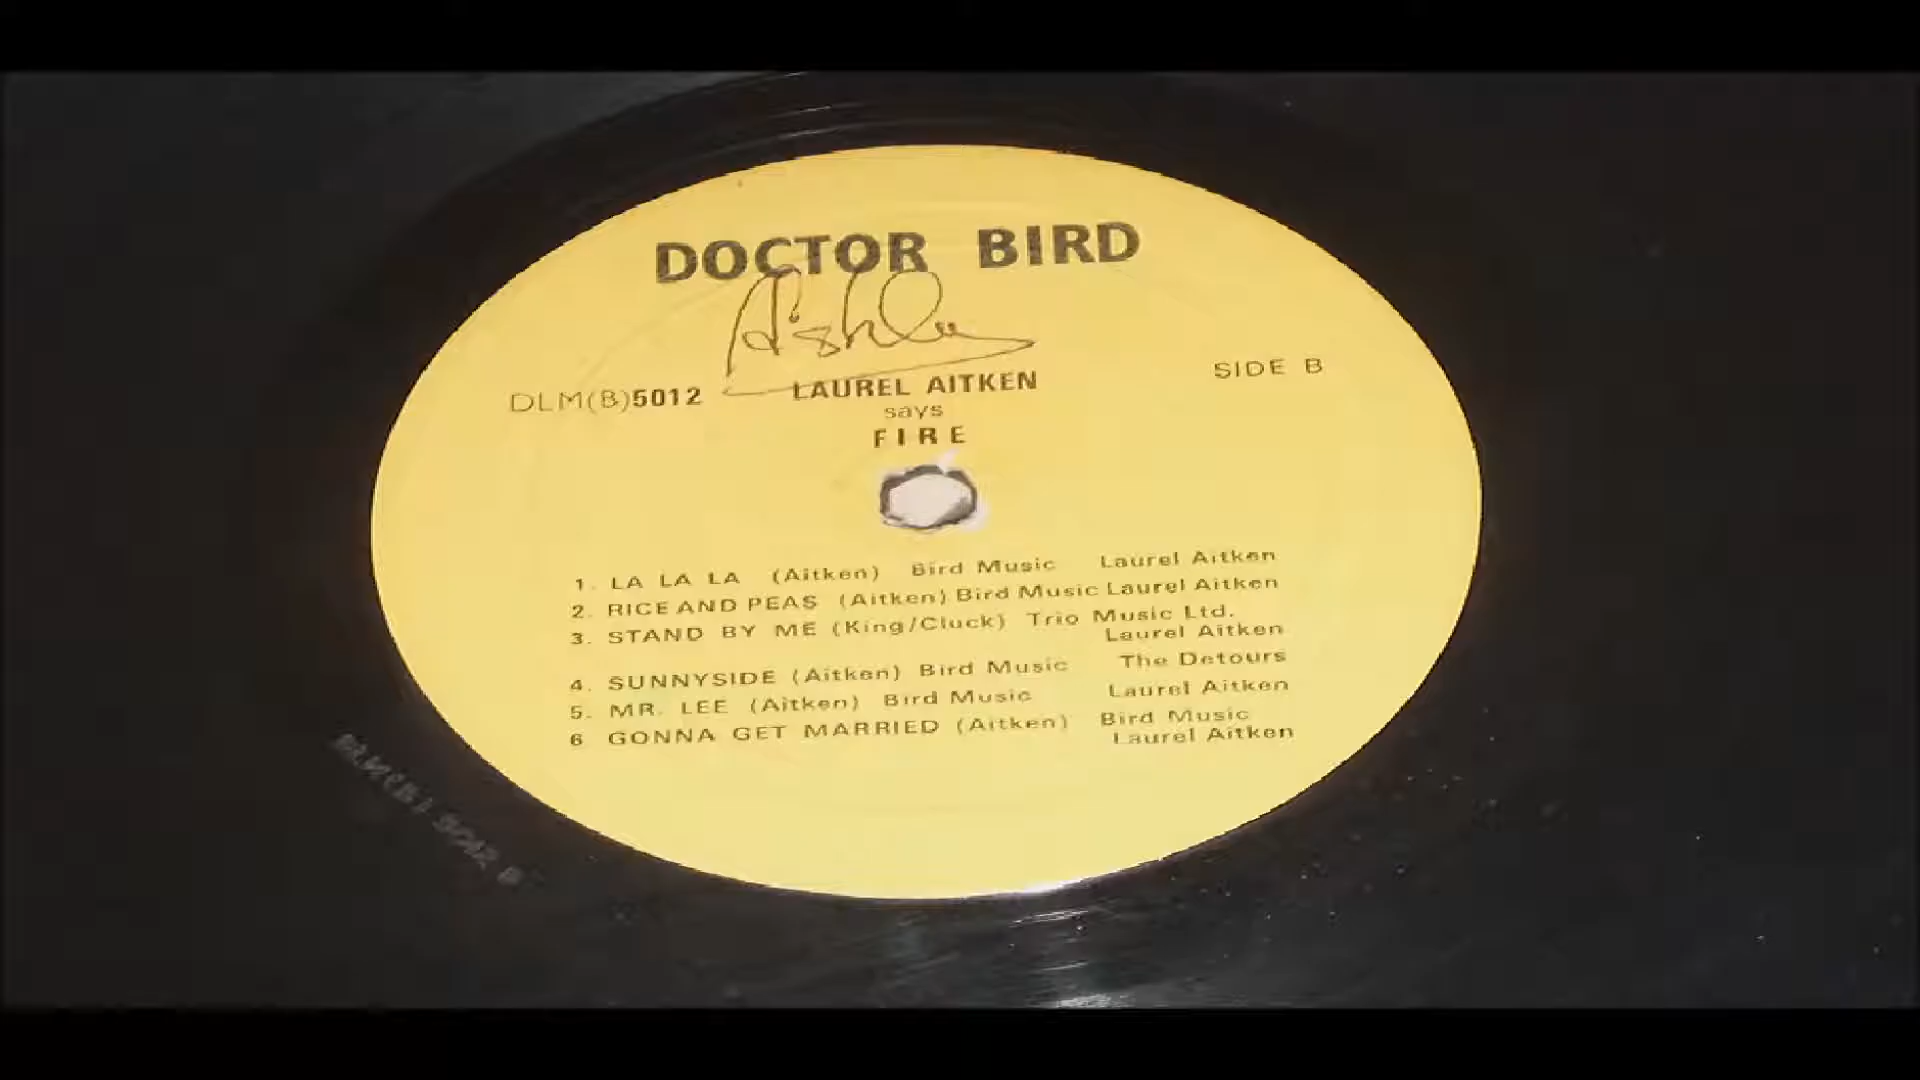 DOCTOR BIRD
Ashley
DLM(B)5012 LAUREL AITKEN SIDE B
says
FIRE
1. LA LA LA (Aitken) Bird Music Laurel Aitken
2. RICE AND PEAS (Aitken) Bird Music Laurel Aitken
3. STAND BY ME (King/Cluck) Trio Music Ltd.
Laurel Aitken
4. SUNNYSIDE (Aitken) Bird Music The Detours
5. MR. LEE (Aitken) Bird Music Laurel Aitken
6 GONNA GET MARRIED (Aitken) Bird Music
Laurel Aitken